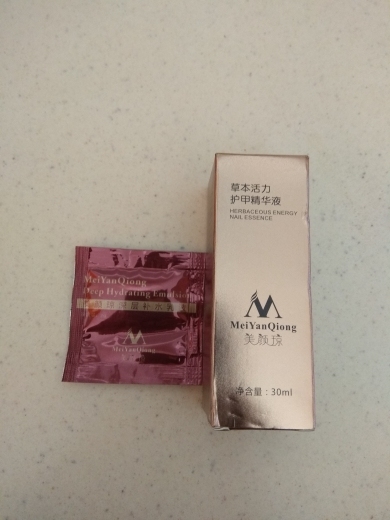 草本活力
护甲精华液
HERBACEOUS ENERGY
NAIL ESSENCE
MeiYanQiong
美颜琼
净含量：30ml
MeiYanQiong
Deep Hydrating Emulsion
MeiYanQiong